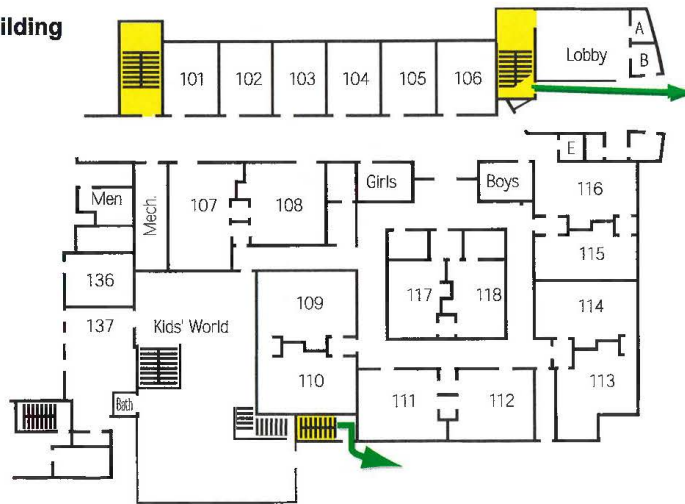 ilding
A
Lobby
B
101 102 103 104 105 106
E
Men
Mech.
107
108
Girls
Boys
116
115
136
137
Kids' World
109
117
118
114
110
Bath
111
112
113